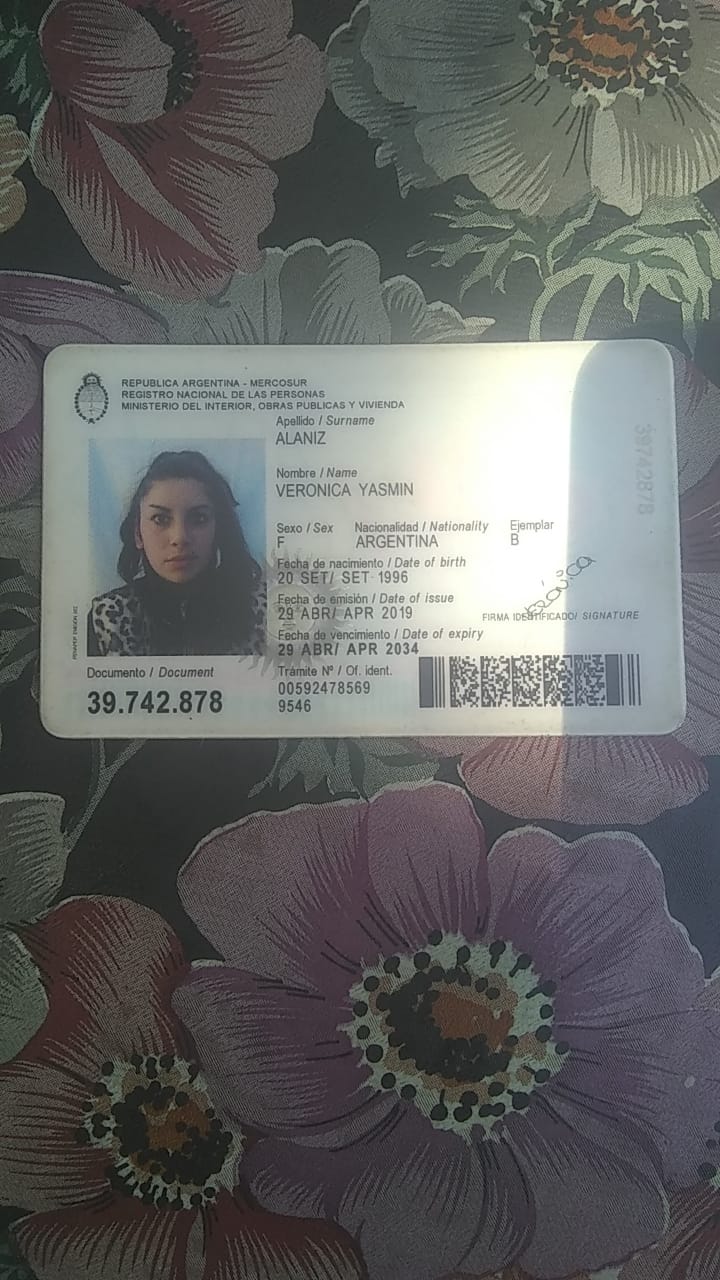 REPUBLICA ARGENTINA - MERCOSUR
REGISTRO NACIONAL DE LAS PERSONAS
MINISTERIO DEL INTERIOR, OBRAS PUBLICAS Y VIVIENDA
Apellido / Surname
ALANIZ
Nombre / Name
VERONICA YASMIN
Sexo / Sex Nacionalidad / Nationality Ejemplar
F ARGENTINA B
Fecha de nacimiento / Date of birth
20 SET/ SET 1996
Fecha de emisión / Date of issue
29 ABR/ APR 2019
FIRMA IDENTIFICADO/ SIGNATURE
Fecha de vencimiento / Date of expiry
29 ABR/ APR 2034
Documento / Document
39.742.878
Trámite Nº / Of. ident.
00592478569
9546
39742878